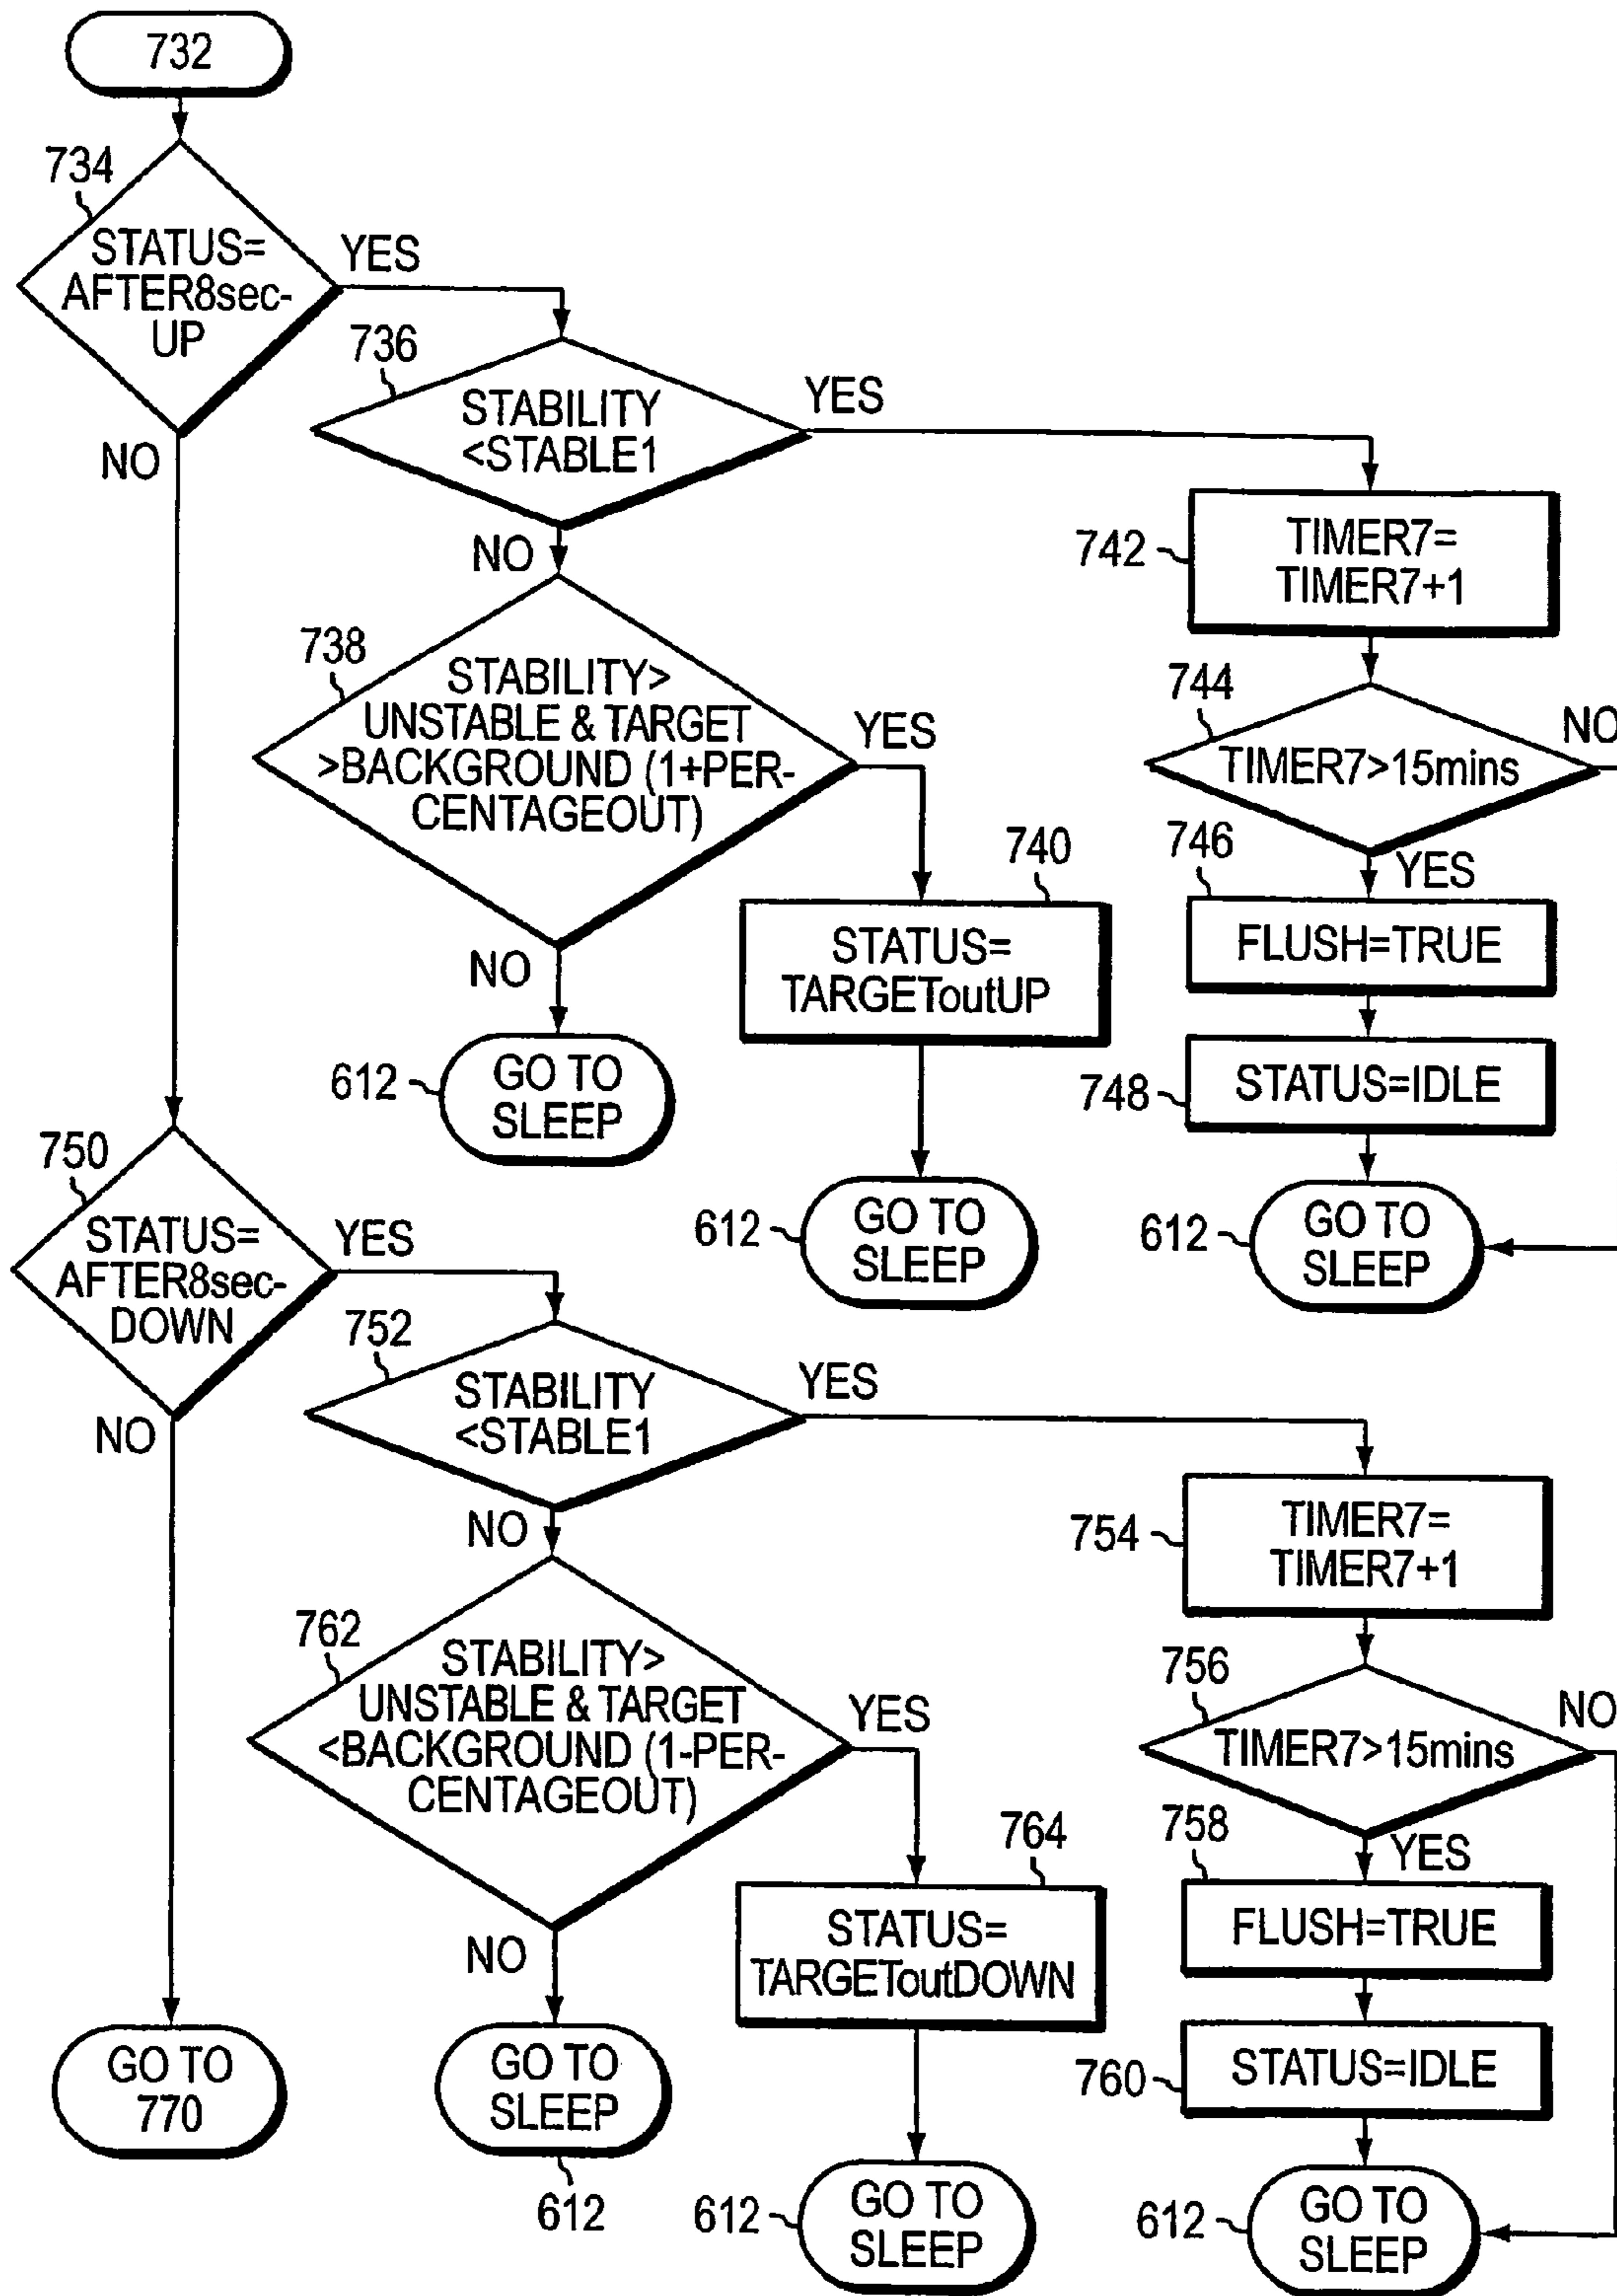 732
734
STATUS=
AFTER8sec-
UP
YES
NO
736
STABILITY
<STABLE1
YES
NO
742
TIMER7=
TIMER7+1
738
STABILITY>
UNSTABLE & TARGET
>BACKGROUND (1+PER-
CENTAGEOUT)
YES
NO
744
TIMER7>15mins
NO
YES
740
STATUS=
TARGEToutUP
746
FLUSH=TRUE
748
STATUS=IDLE
612
GO TO
SLEEP
612
GO TO
SLEEP
612
GO TO
SLEEP
750
STATUS=
AFTER8sec-
DOWN
YES
NO
752
STABILITY
<STABLE1
YES
NO
754
TIMER7=
TIMER7+1
762
STABILITY>
UNSTABLE & TARGET
<BACKGROUND (1-PER-
CENTAGEOUT)
YES
NO
756
TIMER7>15mins
NO
YES
764
STATUS=
TARGEToutDOWN
758
FLUSH=TRUE
760
STATUS=IDLE
GO TO
770
GO TO
SLEEP
612
612
GO TO
SLEEP
612
GO TO
SLEEP